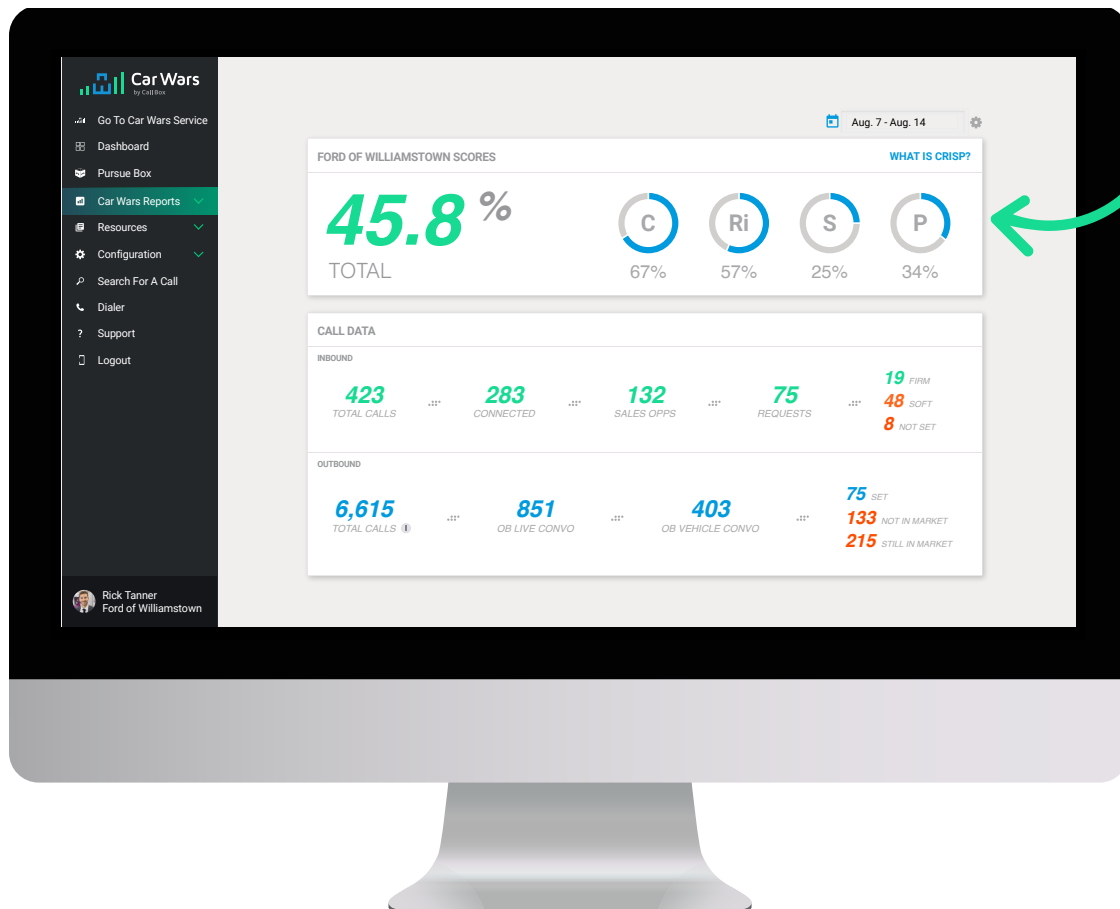 Car Wars
by Call Box
Go To Car Wars Service
Dashboard
Pursue Box
Car Wars Reports
Resources
Configuration
Search For A Call
? Support
Dialer
Logout
Rick Tanner
Ford of Williamstown
Aug. 7 - Aug. 14
FORD OF WILLIAMSTOWN SCORES WHAT IS CRISP?
45.8 %
TOTAL
C Ri S P
67% 57% 25% 34%
CALL DATA
INBOUND
423 283 132 75
TOTAL CALLS CONNECTED SALES OPPS REQUESTS
19 FIRM
48 SOFT
8 NOT SET
OUTBOUND
6,615 851 403
TOTAL CALLS OB LIVE CONVO OB VEHICLE CONVO
75 SET
133 NOT IN MARKET
215 STILL IN MARKET